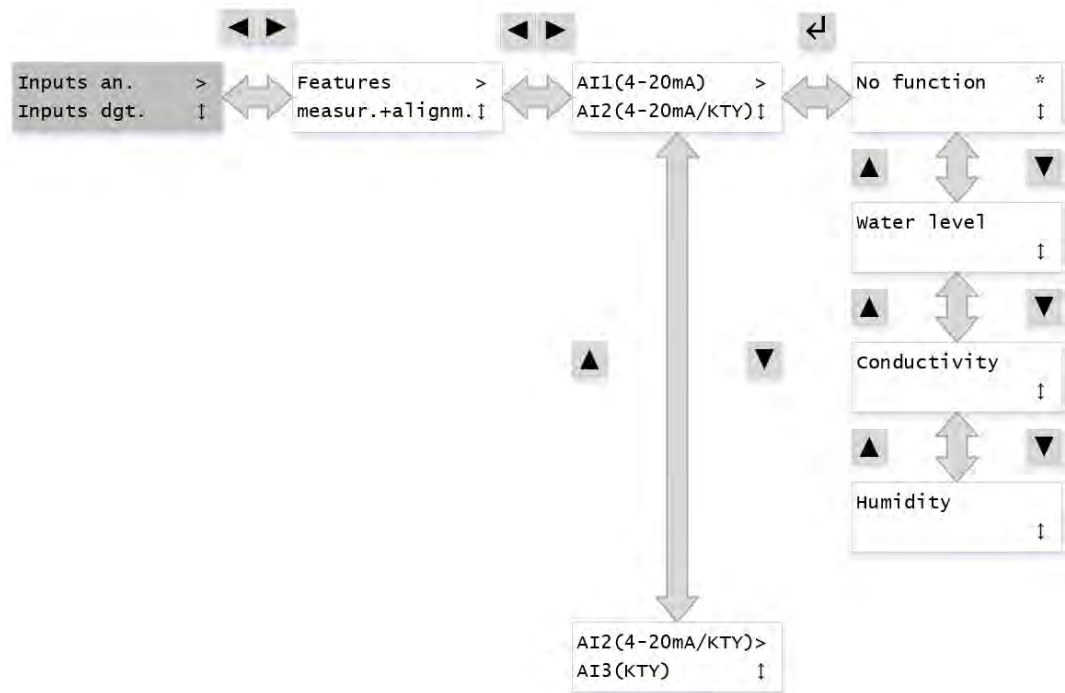 Inputs an. >
Inputs dgt. ↕
Features >
measur.+alignm.↕
AI1(4-20mA) >
AI2(4-20mA/KTY)↕
No function *
↕
Water level
↕
Conductivity
↕
Humidity
↕
AI2(4-20mA/KTY)>
AI3(KTY) ↕